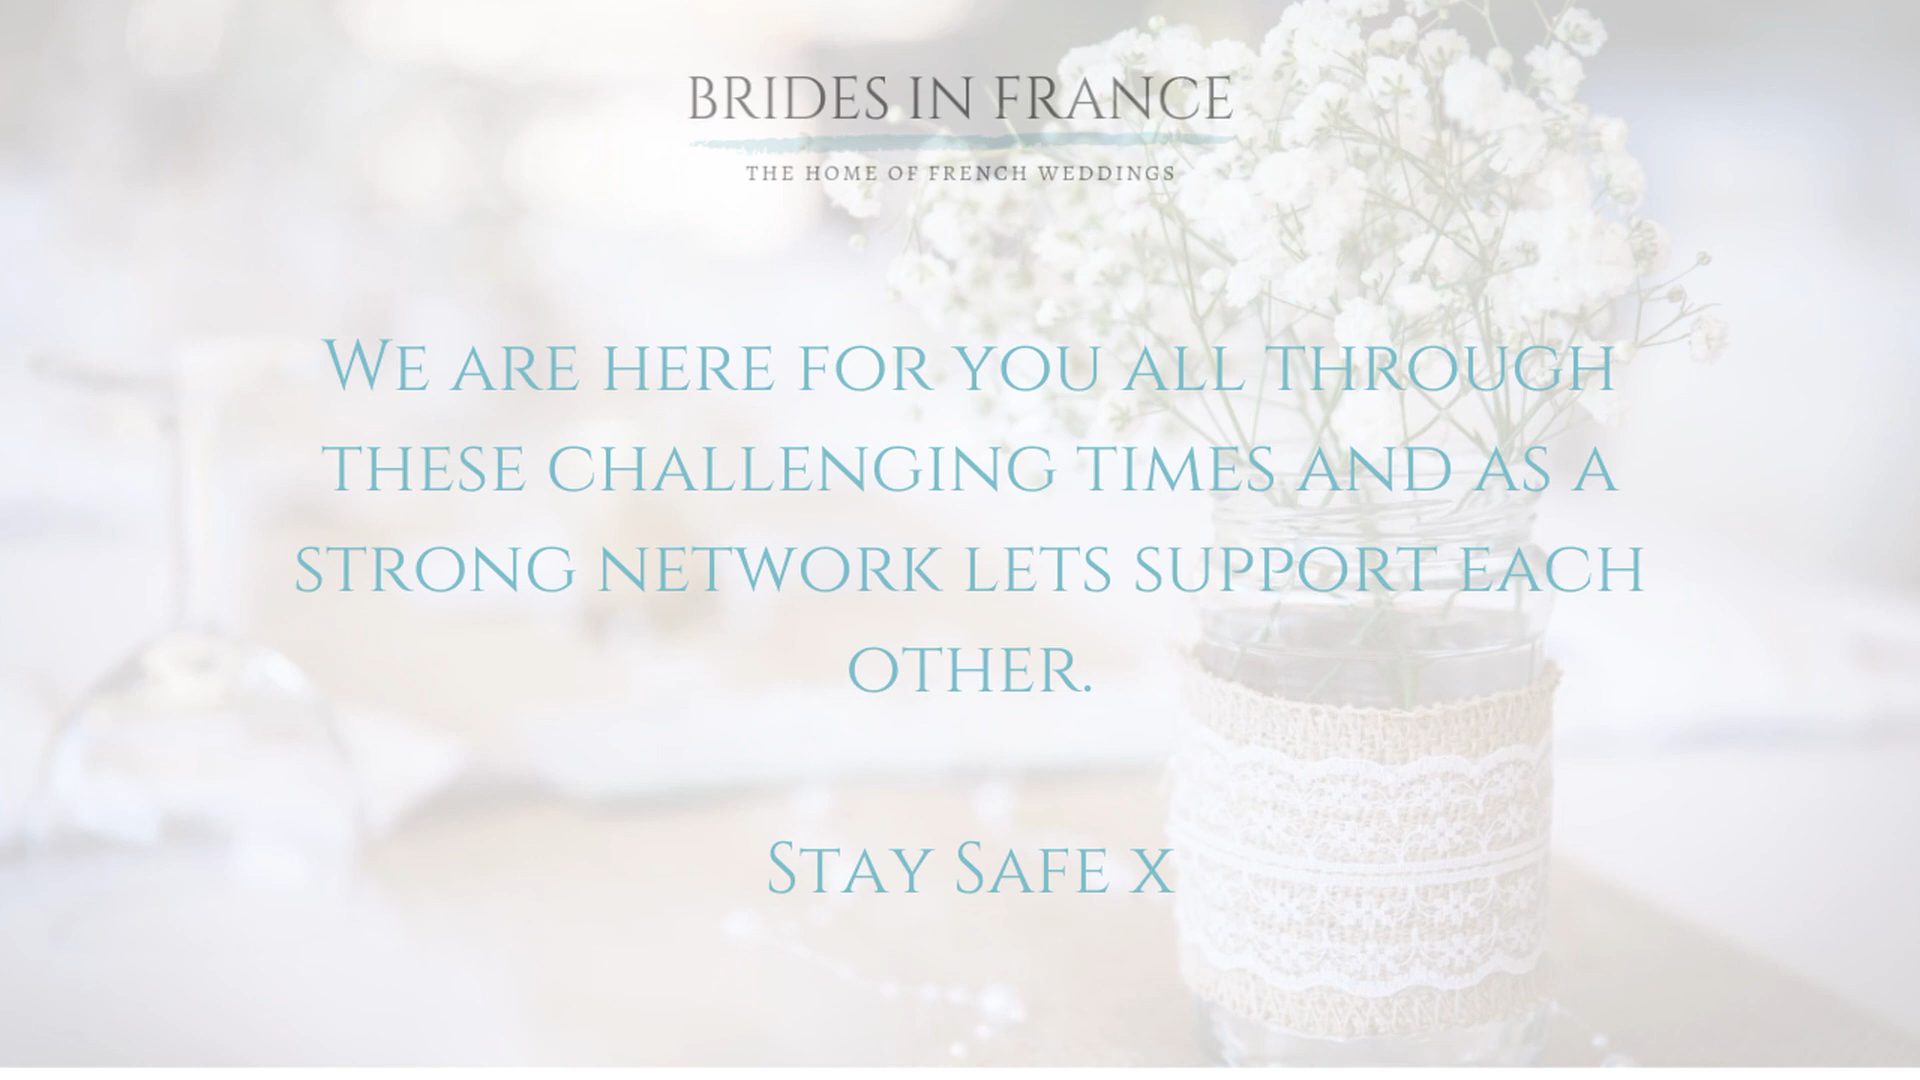 BRIDES IN FRANCE
THE HOME OF FRENCH WEDDINGS
We are here for you all through
these challenging times and as a
strong network lets support each
other.
Stay Safe x